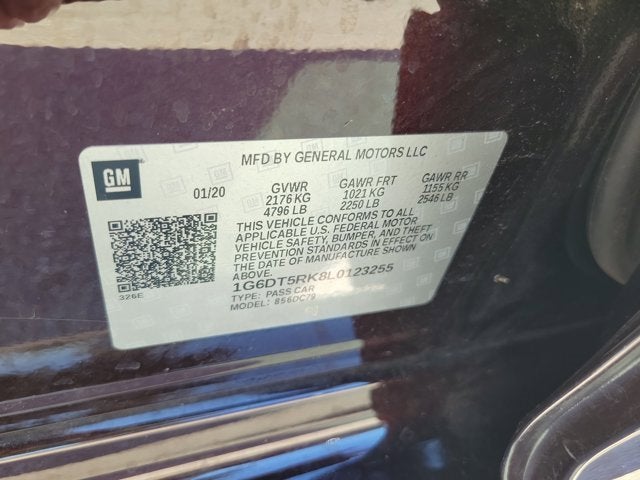 GM
MFD BY GENERAL MOTORS LLC
01/20 GVWR GAWR FRT GAWR RR
2176 KG 1021 KG 1155 KG
4796 LB 2250 LB 2546 LB
THIS VEHICLE CONFORMS TO ALL
APPLICABLE U.S. FEDERAL MOTOR
VEHICLE SAFETY, BUMPER, AND THEFT
PREVENTION STANDARDS IN EFFECT ON
THE DATE OF MANUFACTURE SHOWN
ABOVE.
1G6DT5RK8L0123255
TYPE: PASS CAR
MODEL: 856DC79
326E